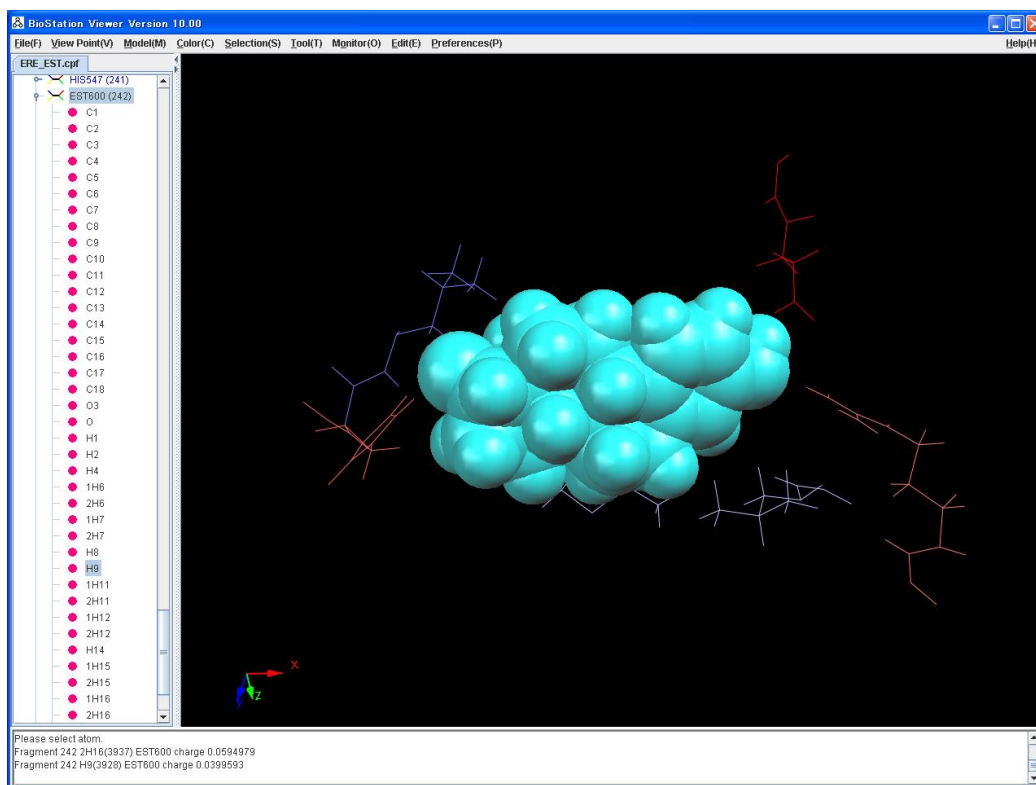 BioStation Viewer Version 10.00
File(F) View Point(V) Model(M) Color(C) Selection(S) Tool(T) Monitor(O) Edit(E) Preferences(P) Help(H
ERE_EST.cpf
HIS547 (241)
EST600 (242)
C1
C2
C3
C4
C5
C6
C7
C8
C9
C10
C11
C12
C13
C14
C15
C16
C17
C18
O3
O
H1
H2
H4
1H6
2H6
1H7
2H7
H8
H9
1H11
2H11
1H12
2H12
H14
1H15
2H15
1H16
2H16
X
Z
Please select atom.
Fragment 242 2H16(3937) EST600 charge 0.0594979
Fragment 242 H9(3928) EST600 charge 0.0399593